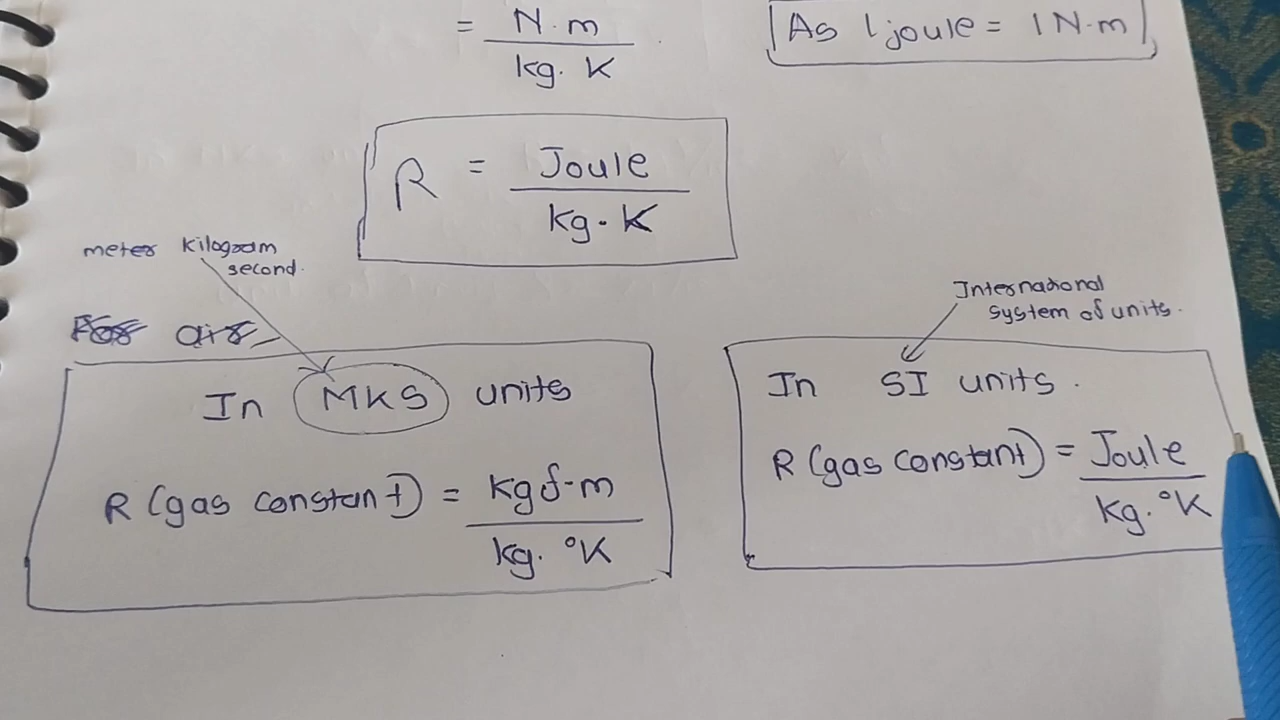 = N·m / kg. K
As 1 joule = 1 N·m
R = Joule / kg. K
meter kilogram
second.
For air
In MKS units
R (gas constant) = kgf-m / kg. °K
International
system of units.
In SI units.
R (gas constant) = Joule / kg. °K